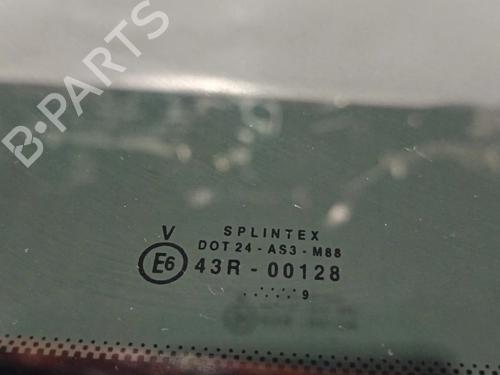 B-PARTS
V SPLINTEX
DOT 24 - AS3 - M88
E6 43R - 00128
..... 9